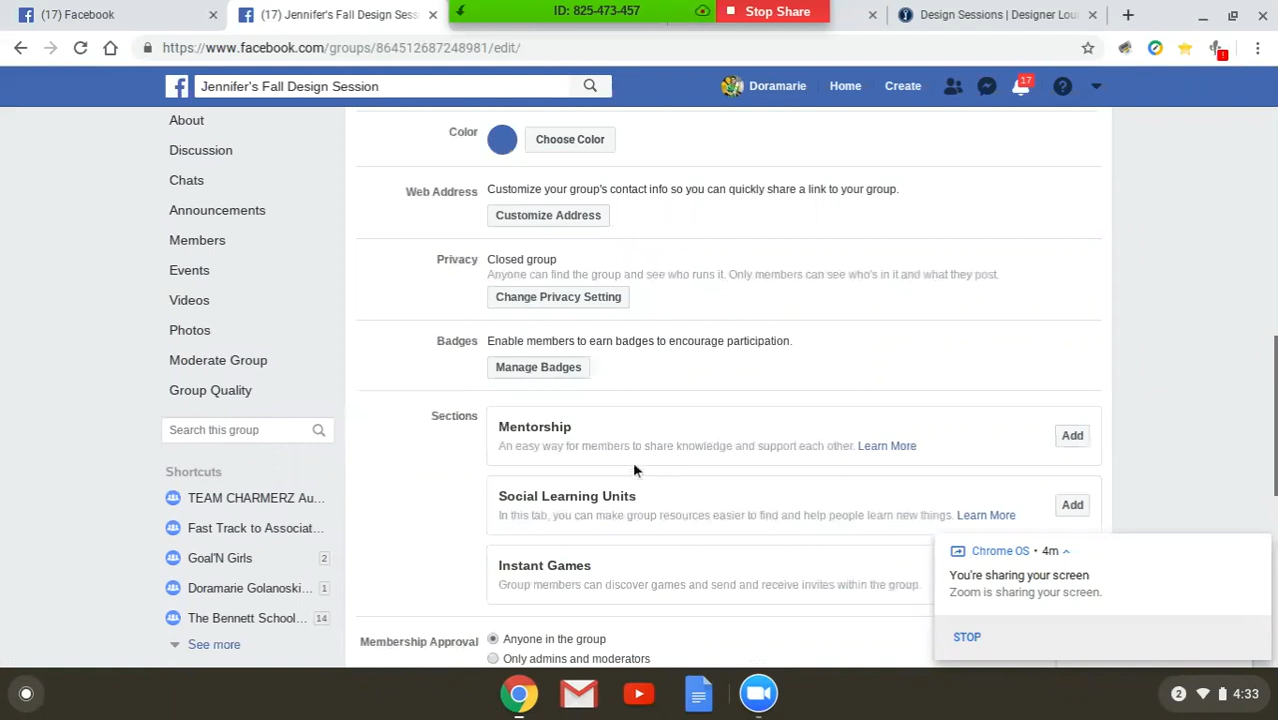 (17) Facebook
(17) Jennifer's Fall Design Sess
ID: 825-473-457
Stop Share
Design Sessions | Designer Lou
https://www.facebook.com/groups/864512687248981/edit/
Jennifer's Fall Design Session
Doramarie
Home
Create
17
About
Discussion
Chats
Announcements
Members
Events
Videos
Photos
Moderate Group
Group Quality
Search this group
Shortcuts
TEAM CHARMERZ Au...
Fast Track to Associat...
Goal'N Girls 2
Doramarie Golanoski... 1
The Bennett School... 14
See more
Color
Choose Color
Web Address
Customize your group's contact info so you can quickly share a link to your group.
Customize Address
Privacy
Closed group
Anyone can find the group and see who runs it. Only members can see who's in it and what they post.
Change Privacy Setting
Badges
Enable members to earn badges to encourage participation.
Manage Badges
Sections
Mentorship
An easy way for members to share knowledge and support each other. Learn More
Add
Social Learning Units
In this tab, you can make group resources easier to find and help people learn new things. Learn More
Add
Instant Games
Group members can discover games and send and receive invites within the group.
Membership Approval
Anyone in the group
Only admins and moderators
Chrome OS • 4m
You're sharing your screen
Zoom is sharing your screen.
STOP
2
4:33